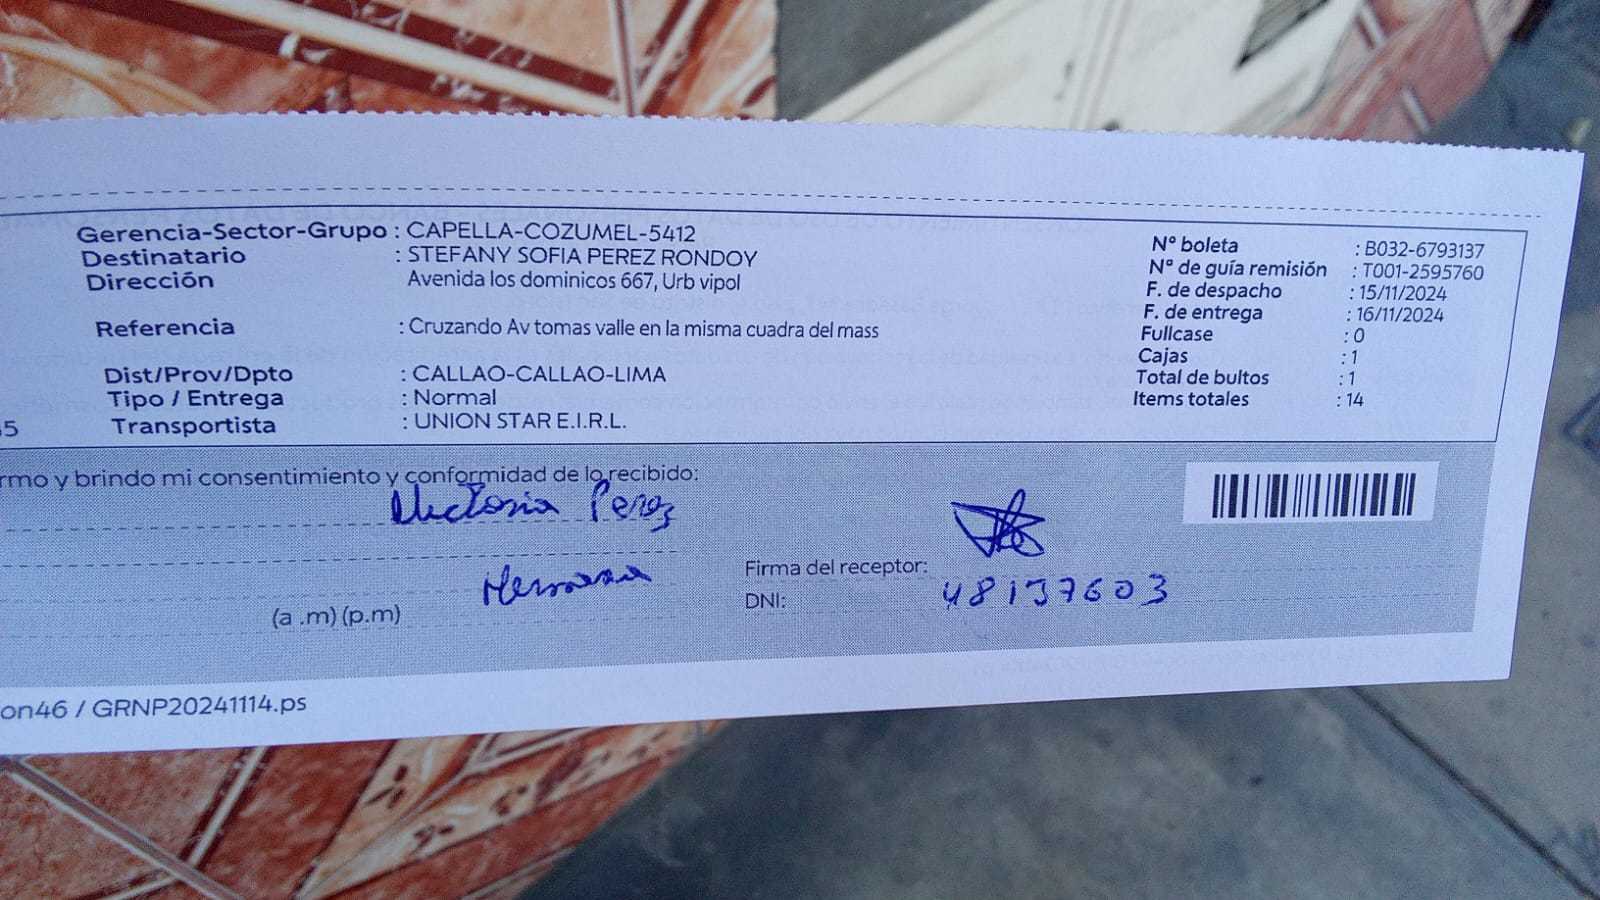 Gerencia-Sector-Grupo : CAPELLA-COZUMEL-5412
Destinatario : STEFANY SOFIA PEREZ RONDOY
Dirección Avenida los dominicos 667, Urb vipol
Referencia : Cruzando Av tomas valle en la misma cuadra del mass
Dist/Prov/Dpto : CALLAO-CALLAO-LIMA
Tipo / Entrega : Normal
Transportista : UNION STAR E.I.R.L.
N° boleta : B032-6793137
N° de guía remisión : T001-2595760
F. de despacho : 15/11/2024
F. de entrega : 16/11/2024
Fullcase : 0
Cajas : 1
Total de bultos : 1
Items totales : 14
rmo y brindo mi consentimiento y conformidad de lo recibido:
Victoria Perez
Hermana
(a .m) (p.m)
Firma del receptor:
DNI: 48137603
on46 / GRNP20241114.ps